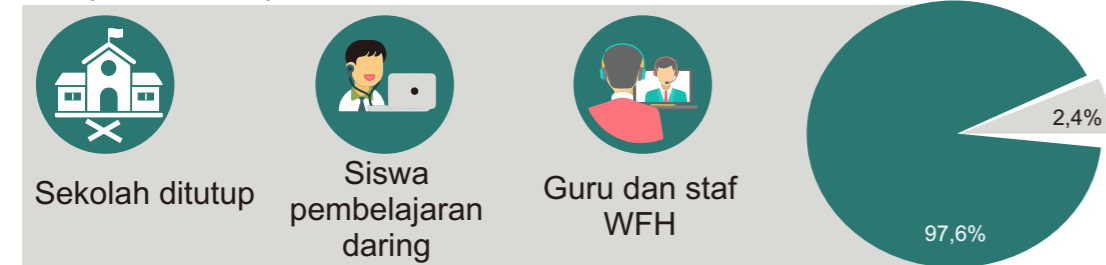 Sekolah ditutup
Siswa
pembelajaran
daring
Guru dan staf
WFH
2,4%
97,6%